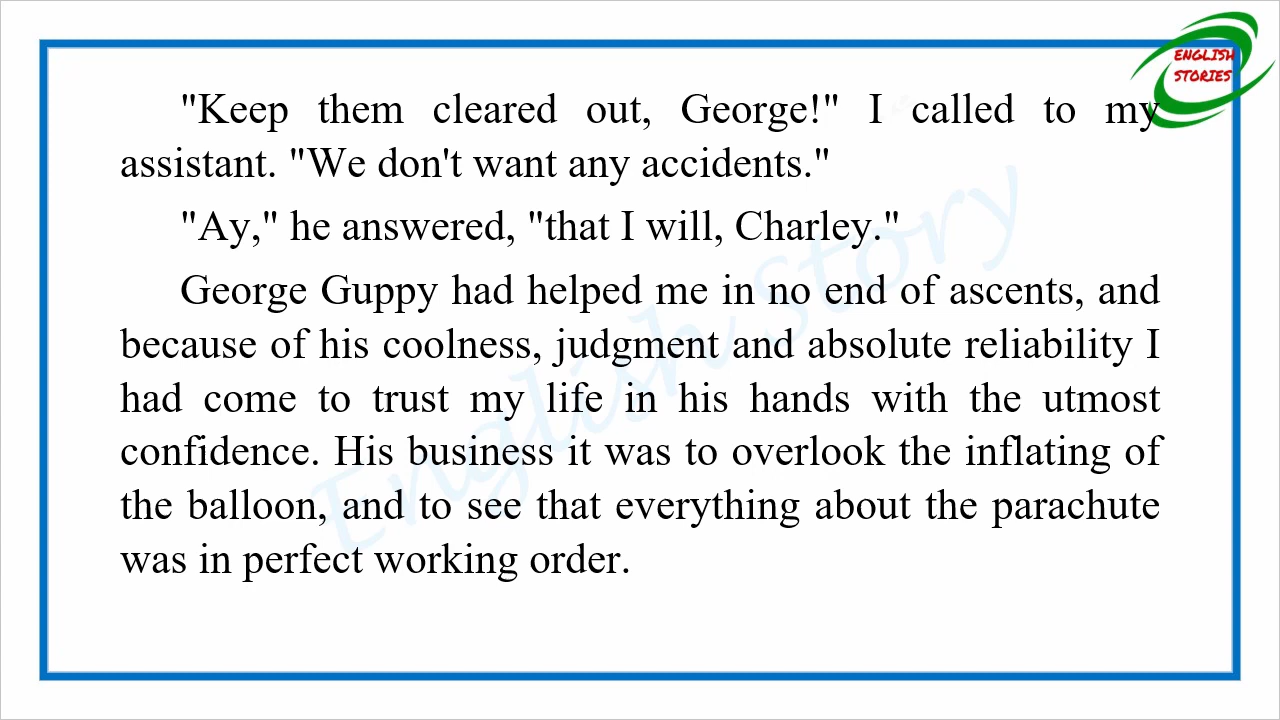 ENGLISH
STORIES
"Keep them cleared out, George!" I called to my
assistant. "We don't want any accidents."
"Ay," he answered, "that I will, Charley."
George Guppy had helped me in no end of ascents, and
because of his coolness, judgment and absolute reliability I
had come to trust my life in his hands with the utmost
confidence. His business it was to overlook the inflating of
the balloon, and to see that everything about the parachute
was in perfect working order.
English Story